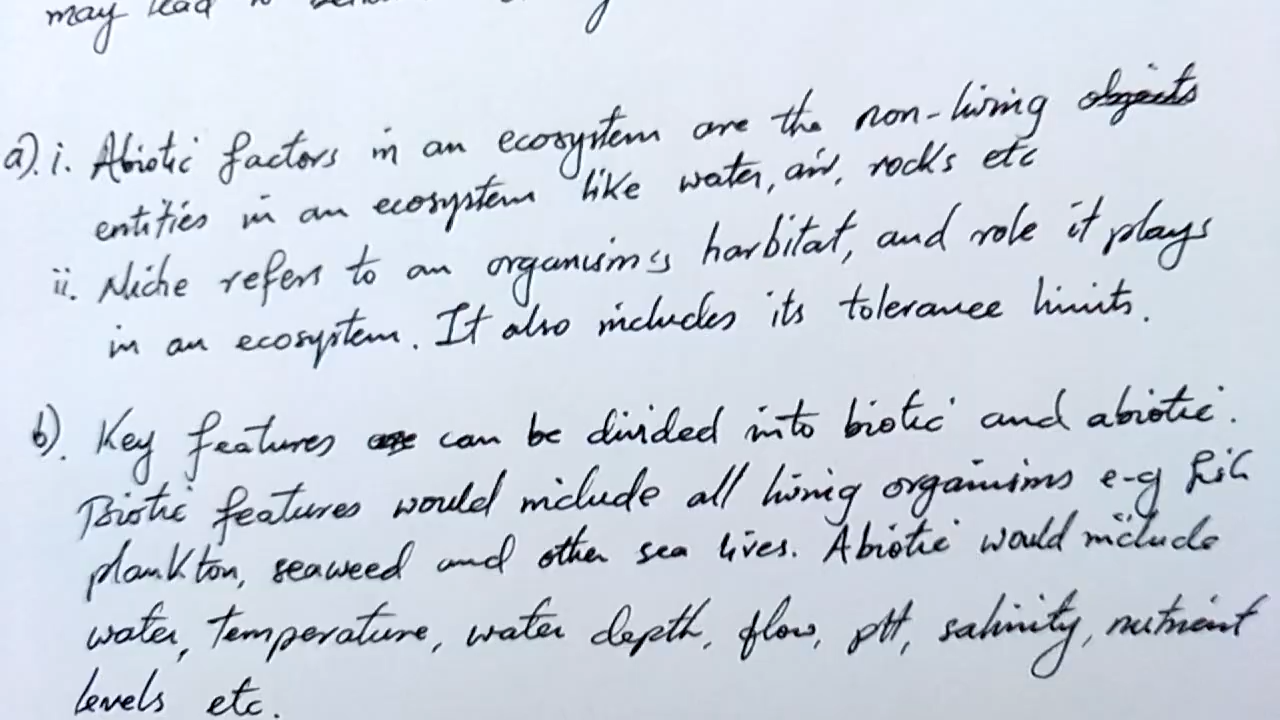 may lead to
a). i. Abiotic factors in an ecosystem are the non-living objects
entities in an ecosystem like water, air, rocks etc
ii. Niche refers to an organism's harbitat, and role it plays
in an ecosystem. It also includes its tolerance limits.
b). Key features can be divided into biotic and abiotic.
Biotic features would include all living organisms e-g fish
plankton, seaweed and other sea lives. Abiotic would include
water, temperature, water depth, flow, pH, salinity, nutrient
levels etc.